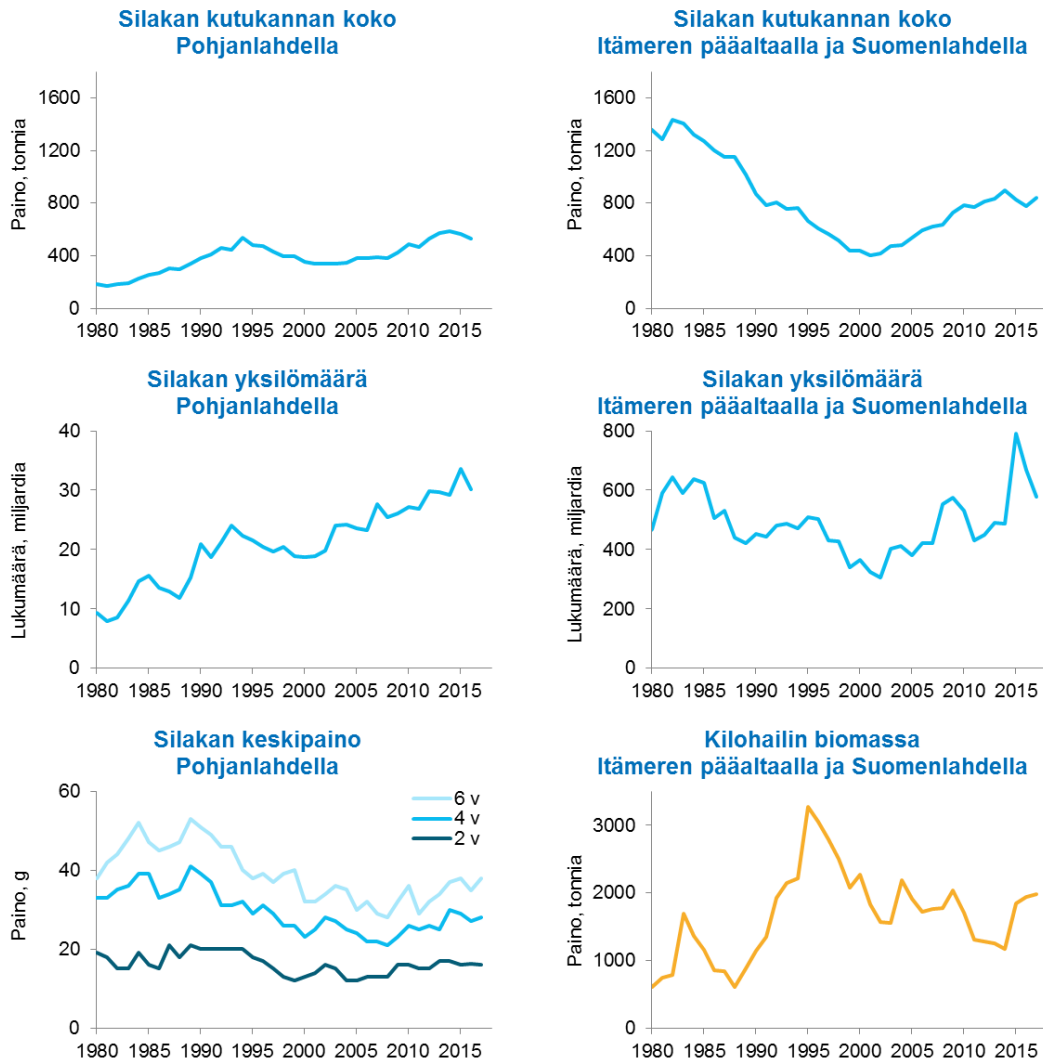 Silakan kutukannan koko
Pohjanlahdella
Paino, tonnia
1600
1200
800
400
0
1980 1985 1990 1995 2000 2005 2010 2015
Silakan kutukannan koko
Itämeren pääaltaalla ja Suomenlahdella
Paino, tonnia
1600
1200
800
400
0
1980 1985 1990 1995 2000 2005 2010 2015
Silakan yksilömäärä
Pohjanlahdella
Lukumäärä, miljardia
40
30
20
10
0
1980 1985 1990 1995 2000 2005 2010 2015
Silakan yksilömäärä
Itämeren pääaltaalla ja Suomenlahdella
Lukumäärä, miljardia
800
600
400
200
0
1980 1985 1990 1995 2000 2005 2010 2015
Silakan keskipaino
Pohjanlahdella
Paino, g
60
40
20
0
6 v
4 v
2 v
1980 1985 1990 1995 2000 2005 2010 2015
Kilohailin biomassa
Itämeren pääaltaalla ja Suomenlahdella
Paino, tonnia
3000
2000
1000
0
1980 1985 1990 1995 2000 2005 2010 2015